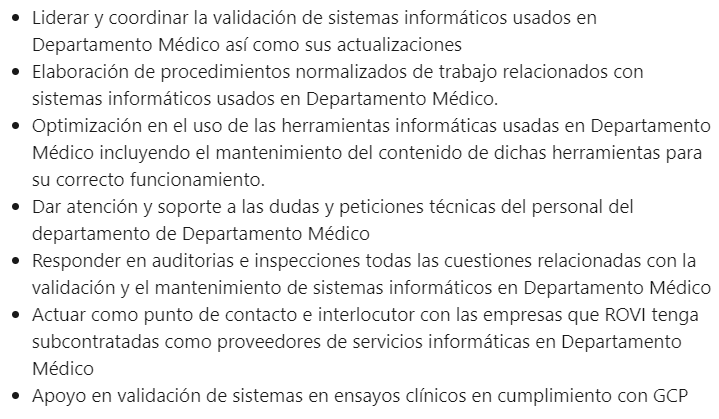 • Liderar y coordinar la validación de sistemas informáticos usados en
Departamento Médico así como sus actualizaciones
• Elaboración de procedimientos normalizados de trabajo relacionados con
sistemas informáticos usados en Departamento Médico.
• Optimización en el uso de las herramientas informáticas usadas en Departamento
Médico incluyendo el mantenimiento del contenido de dichas herramientas para
su correcto funcionamiento.
• Dar atención y soporte a las dudas y peticiones técnicas del personal del
departamento de Departamento Médico
• Responder en auditorias e inspecciones todas las cuestiones relacionadas con la
validación y el mantenimiento de sistemas informáticos en Departamento Médico
• Actuar como punto de contacto e interlocutor con las empresas que ROVI tenga
subcontratadas como proveedores de servicios informáticas en Departamento
Médico
• Apoyo en validación de sistemas en ensayos clínicos en cumplimiento con GCP